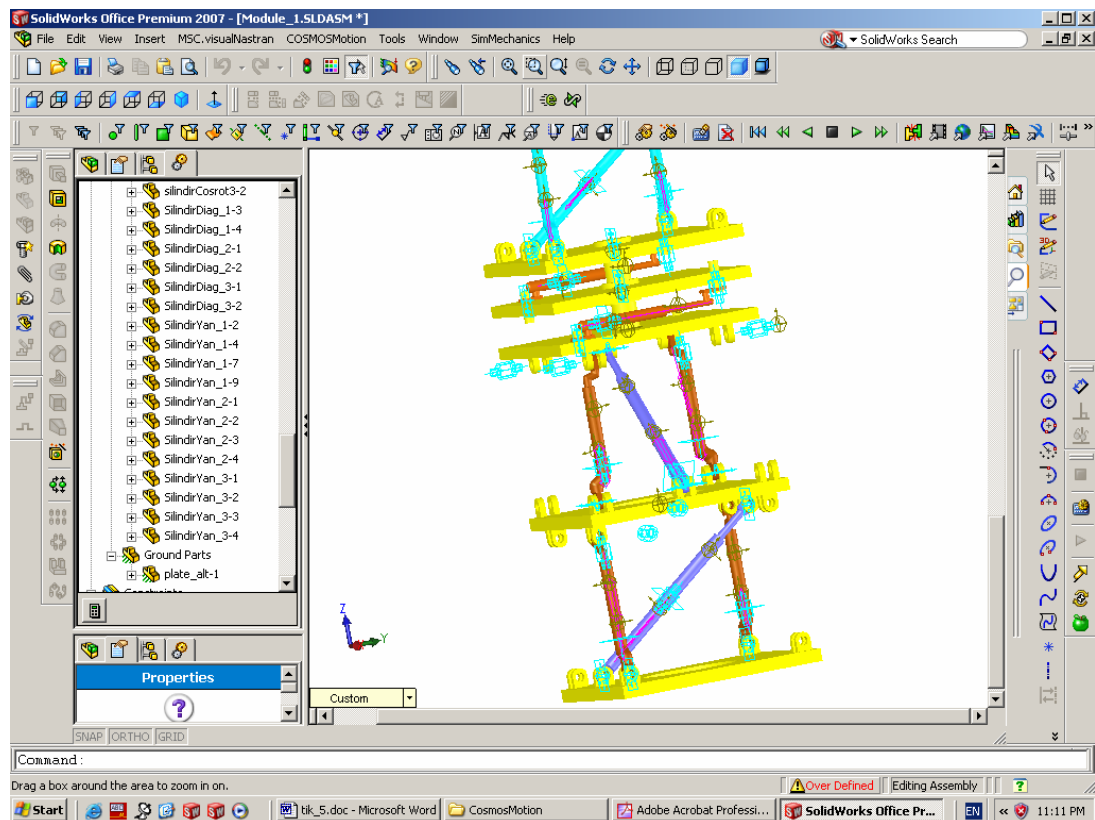 SolidWorks Office Premium 2007 - [Module_1.SLDASM *]
File Edit View Insert MSC.visualNastran COSMOSMotion Tools Window SimMechanics Help
SolidWorks Search
3D
silindirCosrot3-2
SilindirDiag_1-3
SilindirDiag_1-4
SilindirDiag_2-1
SilindirDiag_2-2
SilindirDiag_3-1
SilindirDiag_3-2
SilindirYan_1-2
SilindirYan_1-4
SilindirYan_1-7
SilindirYan_1-9
SilindirYan_2-1
SilindirYan_2-2
SilindirYan_2-3
SilindirYan_2-4
SilindirYan_3-1
SilindirYan_3-2
SilindirYan_3-3
SilindirYan_3-4
Ground Parts
plate_alt-1
Z
Y
Properties
?
Custom
SNAP ORTHO GRID
Command:
Drag a box around the area to zoom in on.
Over Defined Editing Assembly ?
Start tik_5.doc - Microsoft Word CosmosMotion Adobe Acrobat Professi... SolidWorks Office Pr... EN « 11:11 PM